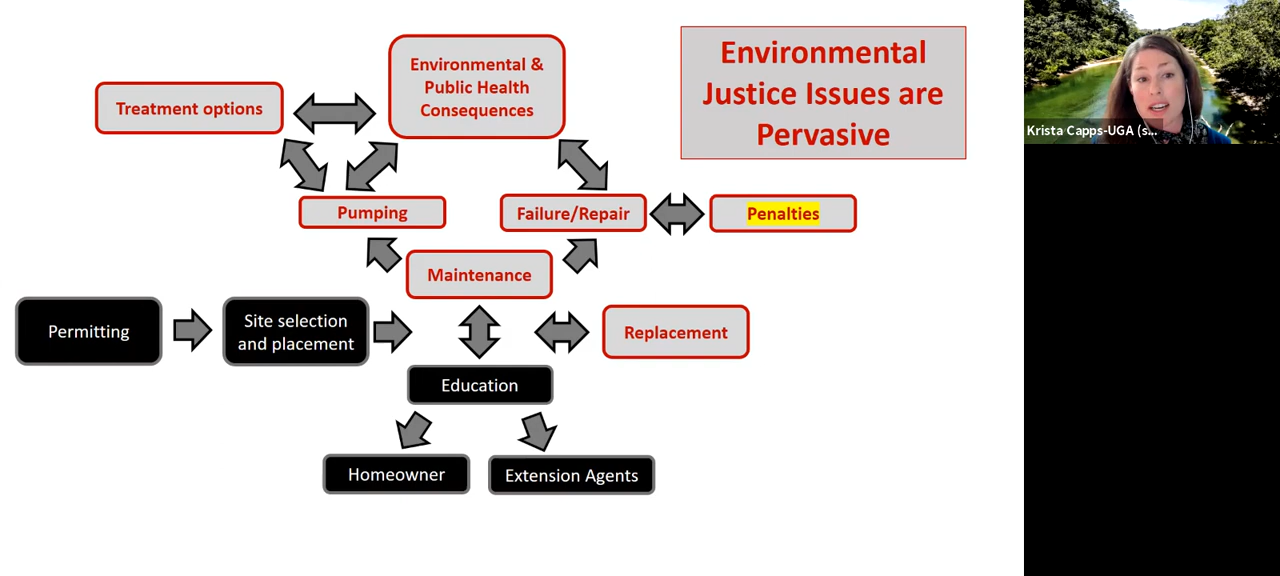 Environmental
Justice Issues are
Pervasive
Environmental &
Public Health
Consequences
Treatment options
Pumping
Failure/Repair
Penalties
Maintenance
Permitting
Site selection
and placement
Replacement
Education
Homeowner
Extension Agents
Krista Capps-UGA (s...